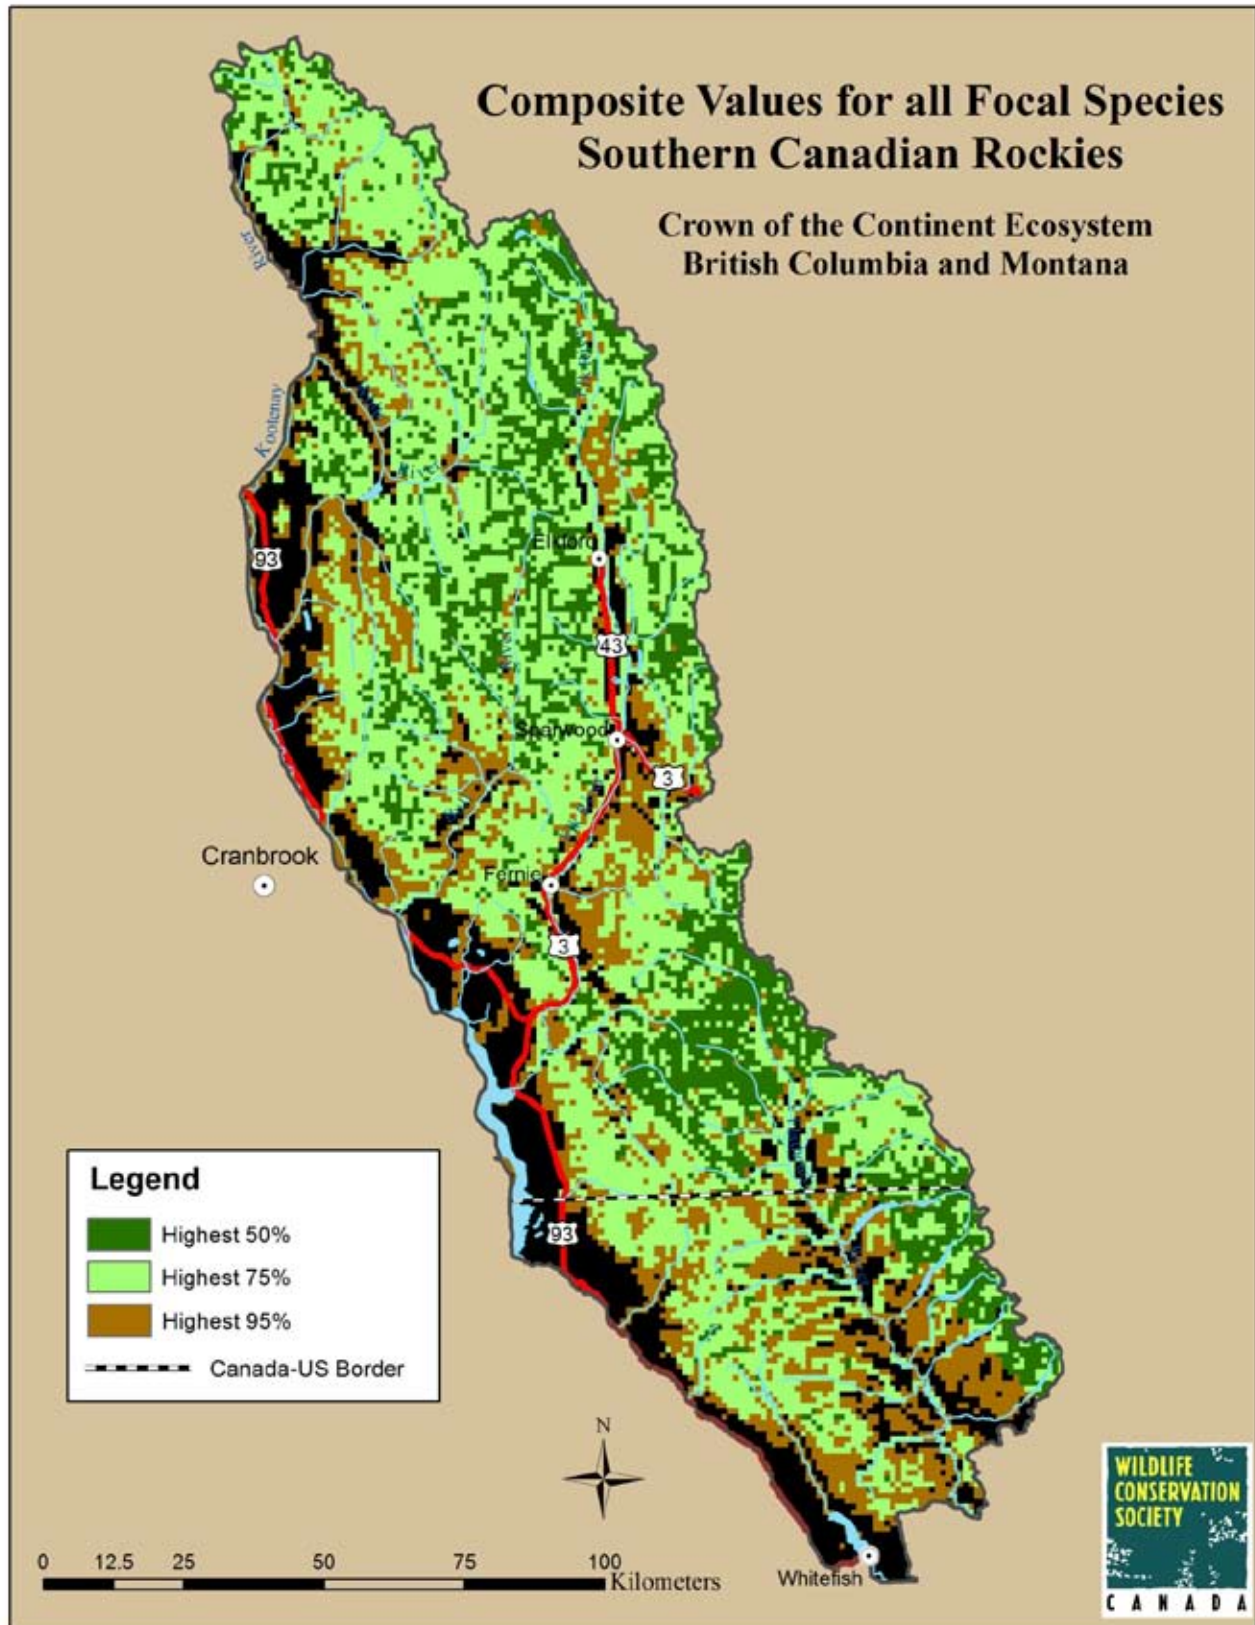 Composite Values for all Focal Species
Southern Canadian Rockies
Crown of the Continent Ecosystem
British Columbia and Montana
River
Kootenay
River
93
Elkford
43
River
Sparwood
3
Cranbrook
Fernie
3
93
Legend
Highest 50%
Highest 75%
Highest 95%
Canada-US Border
N
0 12.5 25 50 75 100
Kilometers
Whitefish
WILDLIFE
CONSERVATION
SOCIETY
CANADA